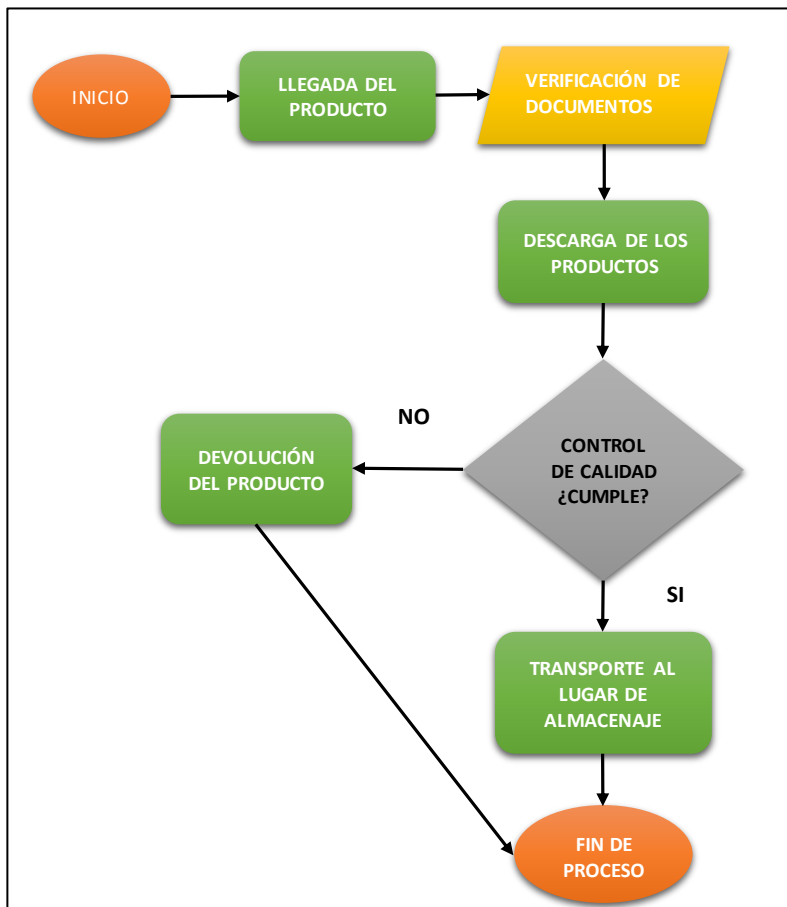 INICIO
LLEGADA DEL
PRODUCTO
VERIFICACIÓN DE
DOCUMENTOS
DESCARGA DE LOS
PRODUCTOS
CONTROL
DE CALIDAD
¿CUMPLE?
NO
DEVOLUCIÓN
DEL PRODUCTO
SI
TRANSPORTE AL
LUGAR DE
ALMACENAJE
FIN DE
PROCESO